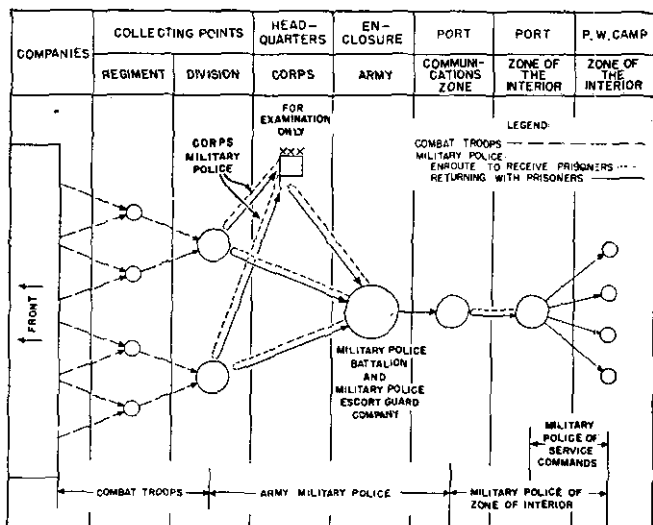 COMPANIES
COLLECTING POINTS
HEAD-
QUARTERS
EN-
CLOSURE
PORT
PORT
P.W. CAMP
REGIMENT
DIVISION
CORPS
ARMY
COMMUNI-
CATIONS
ZONE
ZONE OF
THE
INTERIOR
ZONE OF
THE
INTERIOR
FOR
EXAMINATION
ONLY
XXX
CORPS
MILITARY
POLICE
LEGEND:
COMBAT TROOPS
MILITARY POLICE:
ENROUTE TO RECEIVE PRISONERS
RETURNING WITH PRISONERS
FRONT
MILITARY POLICE
BATTALION
AND
MILITARY POLICE
ESCORT GUARD
COMPANY
MILITARY
POLICE OF
SERVICE
COMMANDS
COMBAT TROOPS
ARMY MILITARY POLICE
MILITARY POLICE OF
ZONE OF INTERIOR